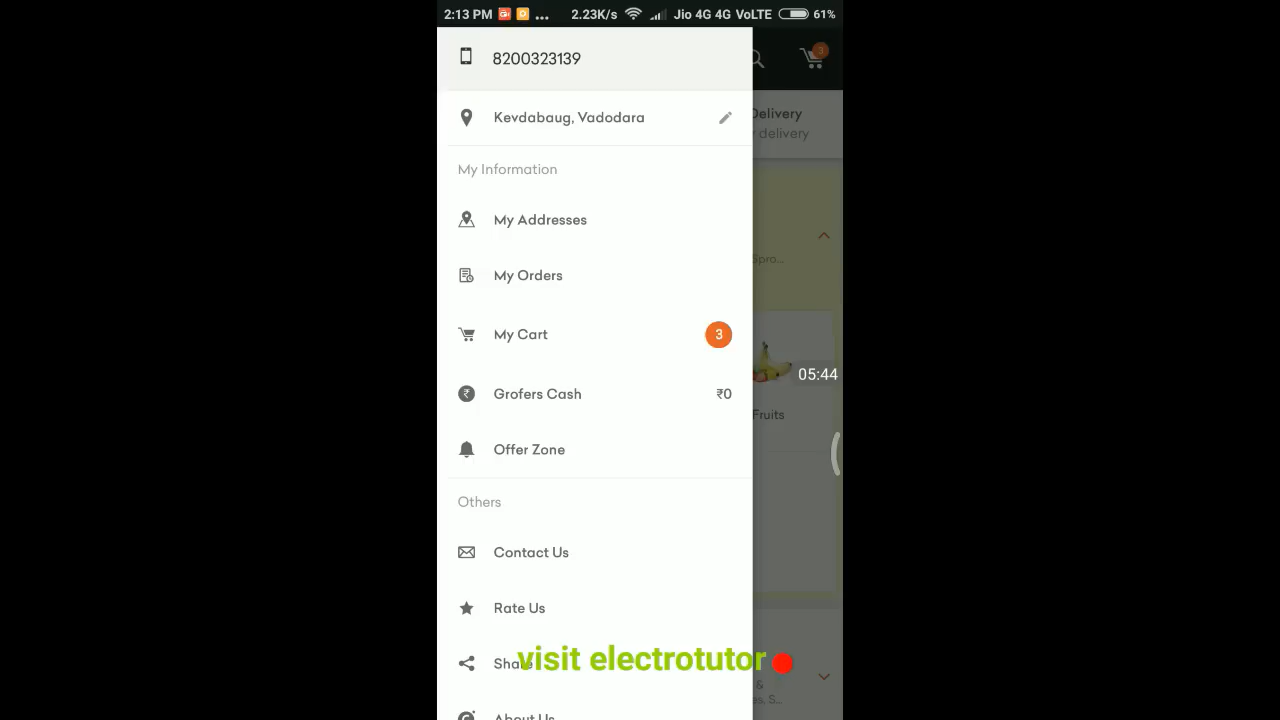 2:13 PM ... 2.23K/s Jio 4G 4G VoLTE 61%
8200323139
3
Kevdabaug, Vadodara
Delivery
delivery
My Information
My Addresses
Spro...
My Orders
My Cart 3
05:44
Grofers Cash ₹0
Fruits
Offer Zone
Others
Contact Us
Rate Us
Share
visit electrotutor
&
s, S...
About Us